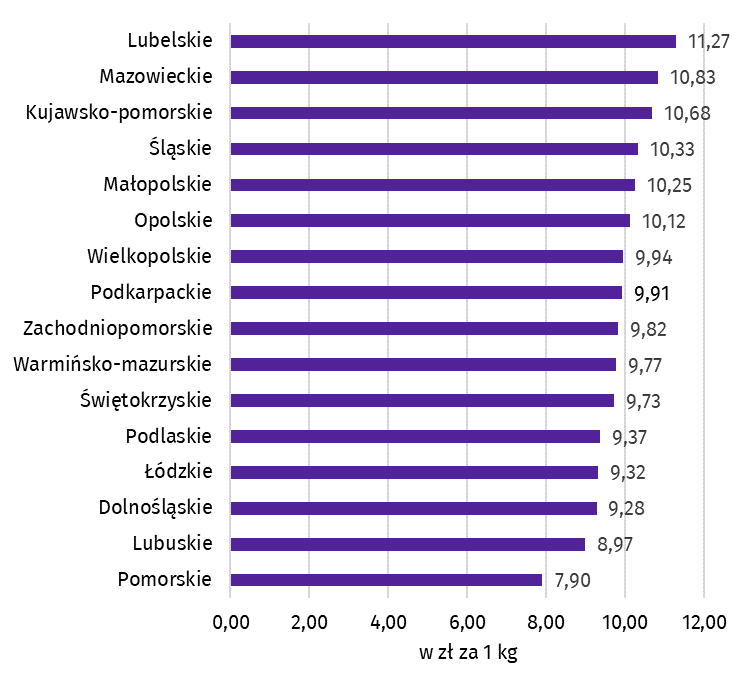 Lubelskie 11,27
Mazowieckie 10,83
Kujawsko-pomorskie 10,68
Śląskie 10,33
Małopolskie 10,25
Opolskie 10,12
Wielkopolskie 9,94
Podkarpackie 9,91
Zachodniopomorskie 9,82
Warmińsko-mazurskie 9,77
Świętokrzyskie 9,73
Podlaskie 9,37
Łódzkie 9,32
Dolnośląskie 9,28
Lubuskie 8,97
Pomorskie 7,90
0,00 2,00 4,00 6,00 8,00 10,00 12,00
w zł za 1 kg